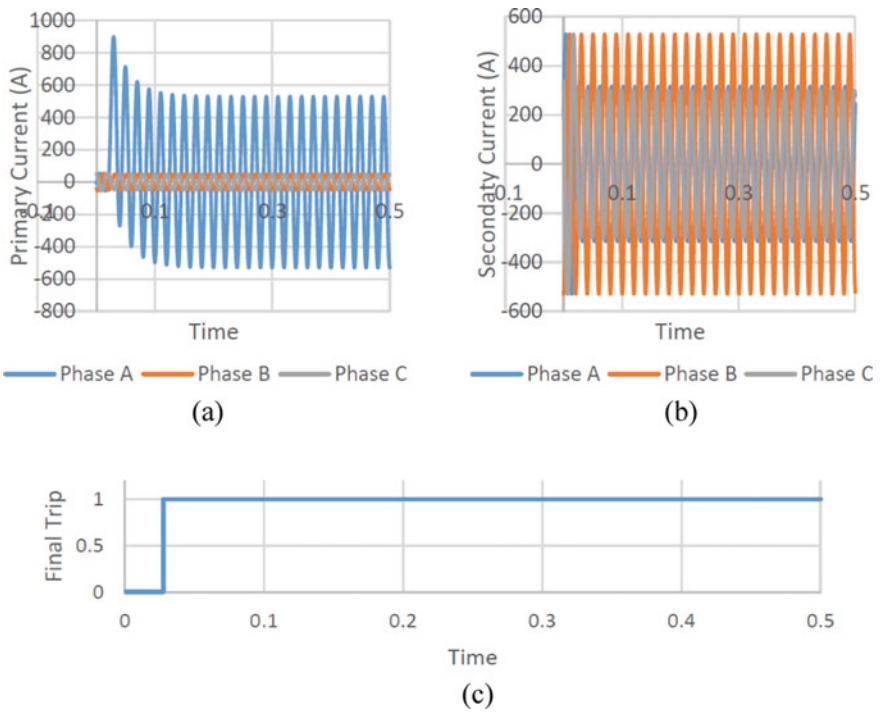 1000
800
600
400
200
0
-200
-400
-600
-800
Primary Current (A)
-0.1
0.1
0.3
0.5
Time
Phase A
Phase B
Phase C
(a)
600
400
200
0
-200
-400
-600
Secondaty Current (A)
-0.1
0.1
0.3
0.5
Time
Phase A
Phase B
Phase C
(b)
Final Trip
1
0.5
0
0
0.1
0.2
0.3
0.4
0.5
Time
(c)